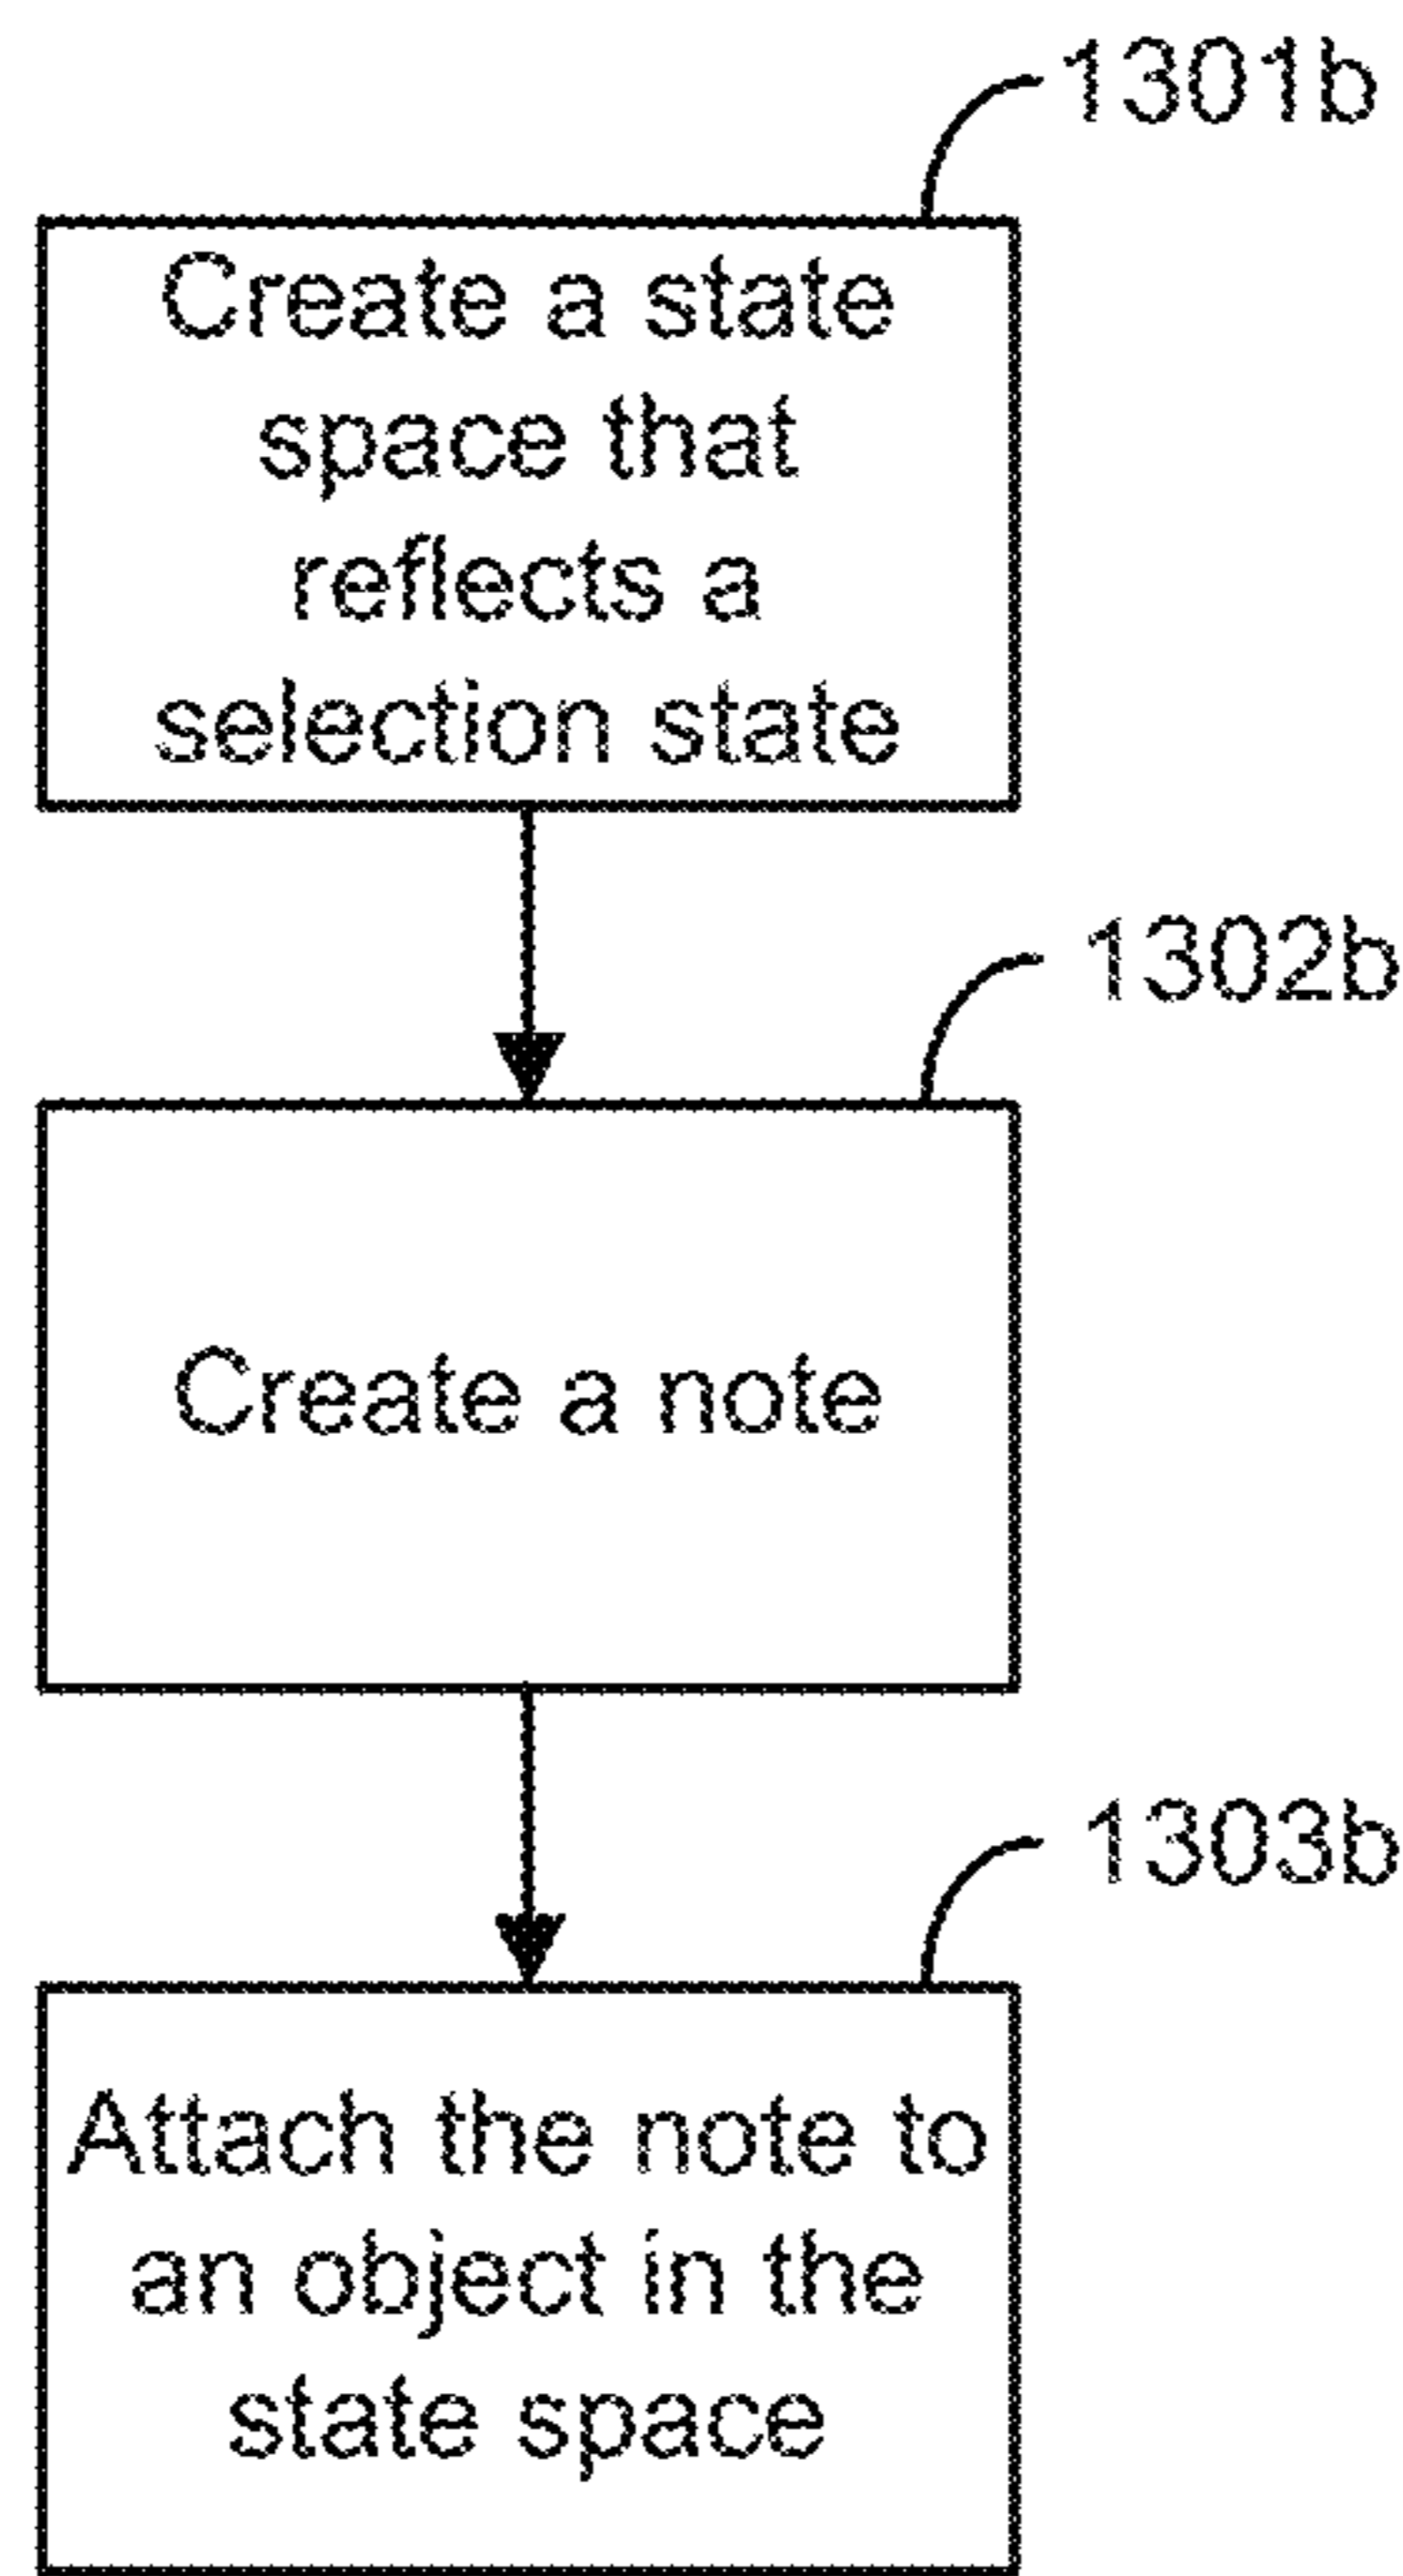 1301b
Create a state
space that
reflects a
selection state
1302b
Create a note
1303b
Attach the note to
an object in the
state space